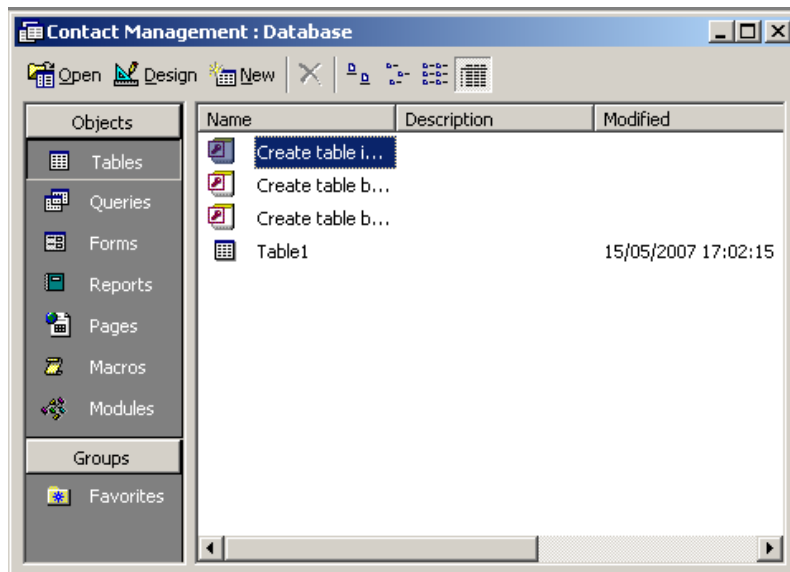 Contact Management : Database
Open Design New
Objects
Tables
Queries
Forms
Reports
Pages
Macros
Modules
Groups
Favorites
Name Description Modified
Create table i...
Create table b...
Create table b...
Table1 15/05/2007 17:02:15